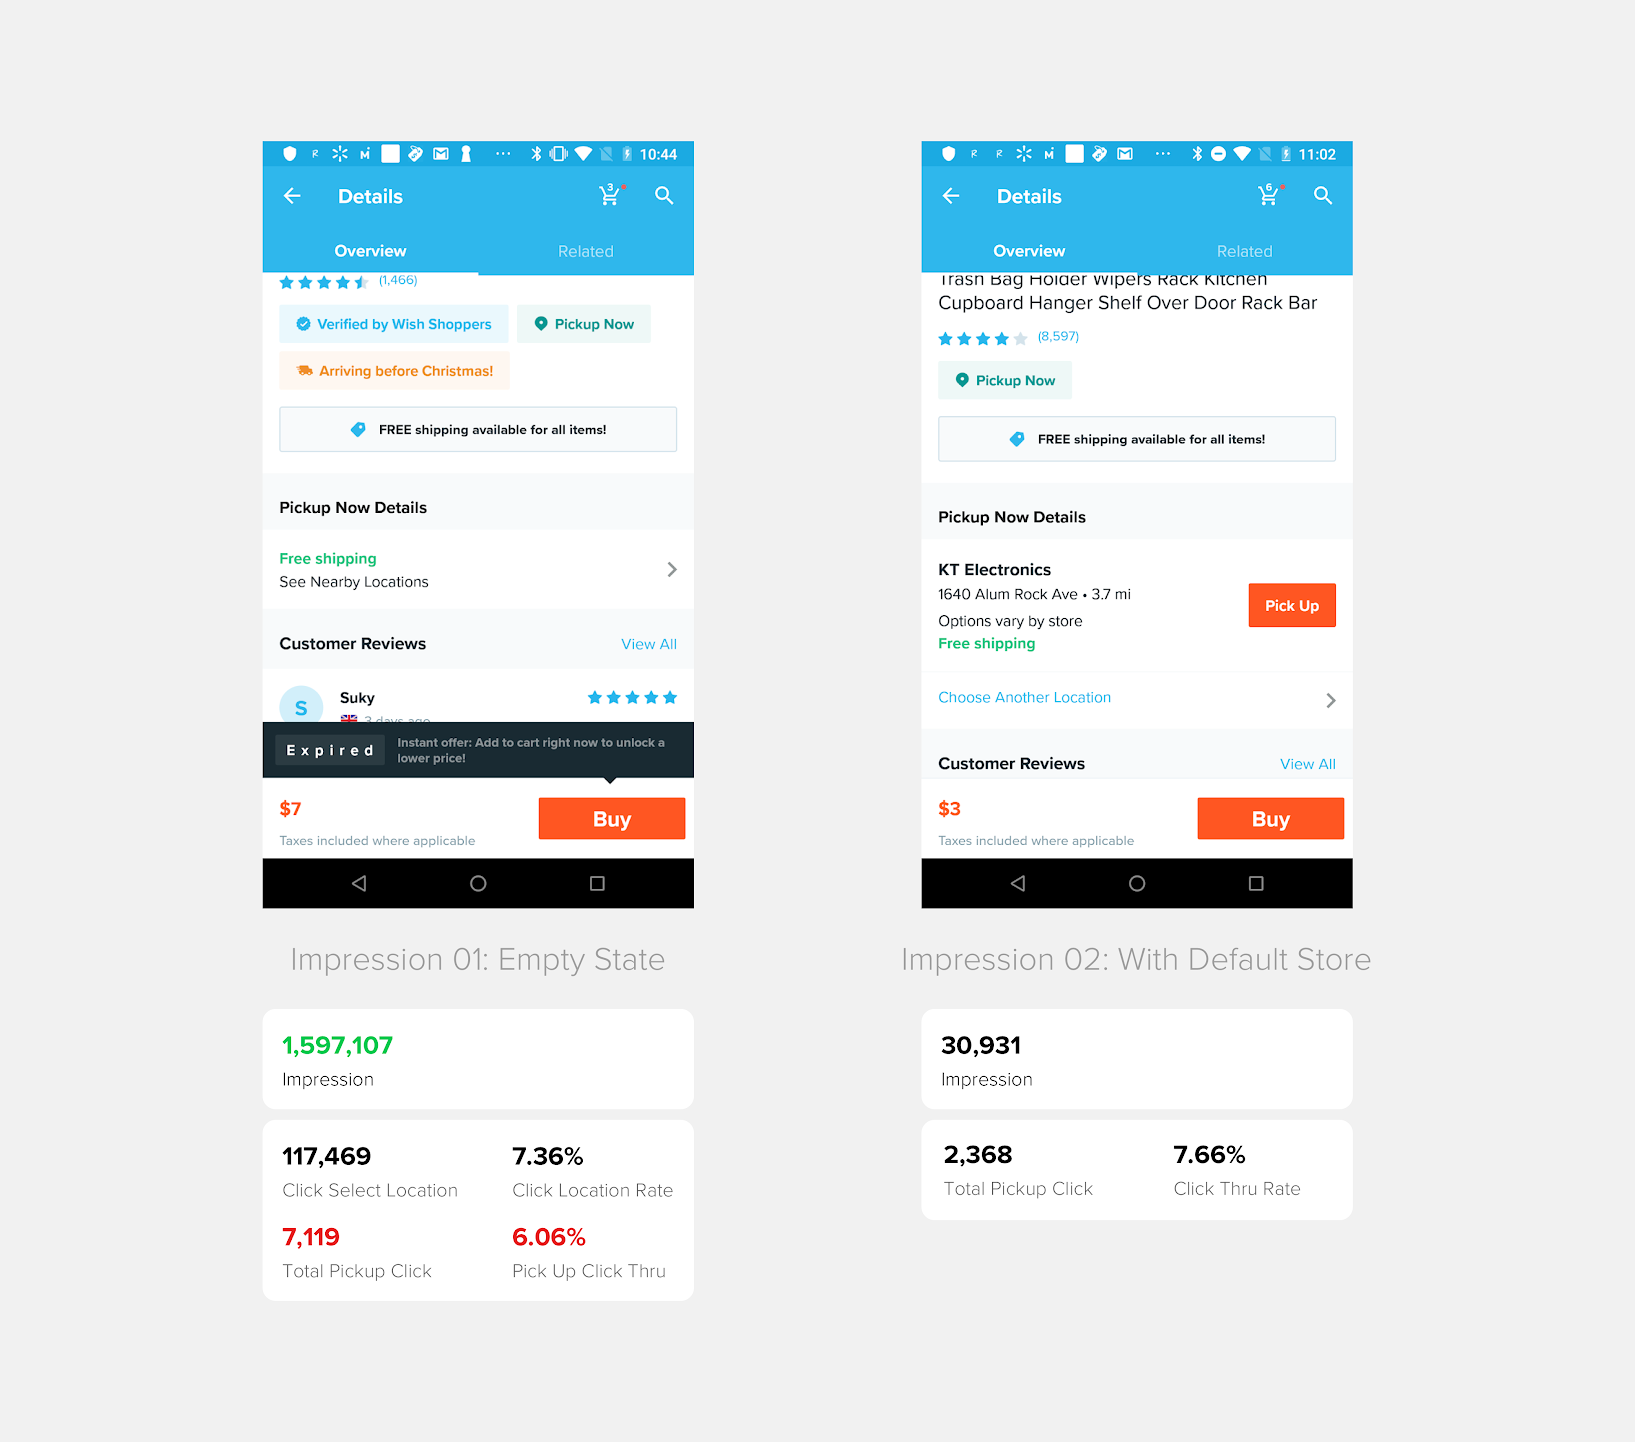 10:44
Details
3
Overview
Related
(1,466)
Verified by Wish Shoppers
Pickup Now
Arriving before Christmas!
FREE shipping available for all items!
Pickup Now Details
Free shipping
See Nearby Locations
Customer Reviews
View All
S
Suky
3 days ago
Expired
Instant offer: Add to cart right now to unlock a
lower price!
$7
Buy
Taxes included where applicable
Impression 01: Empty State
1,597,107
Impression
117,469
7.36%
Click Select Location
Click Location Rate
7,119
6.06%
Total Pickup Click
Pick Up Click Thru
11:02
Details
6
Overview
Related
Trash Bag Holder Wipers Rack Kitchen
Cupboard Hanger Shelf Over Door Rack Bar
(8,597)
Pickup Now
FREE shipping available for all items!
Pickup Now Details
KT Electronics
1640 Alum Rock Ave • 3.7 mi
Pick Up
Options vary by store
Free shipping
Choose Another Location
Customer Reviews
View All
$3
Buy
Taxes included where applicable
Impression 02: With Default Store
30,931
Impression
2,368
7.66%
Total Pickup Click
Click Thru Rate